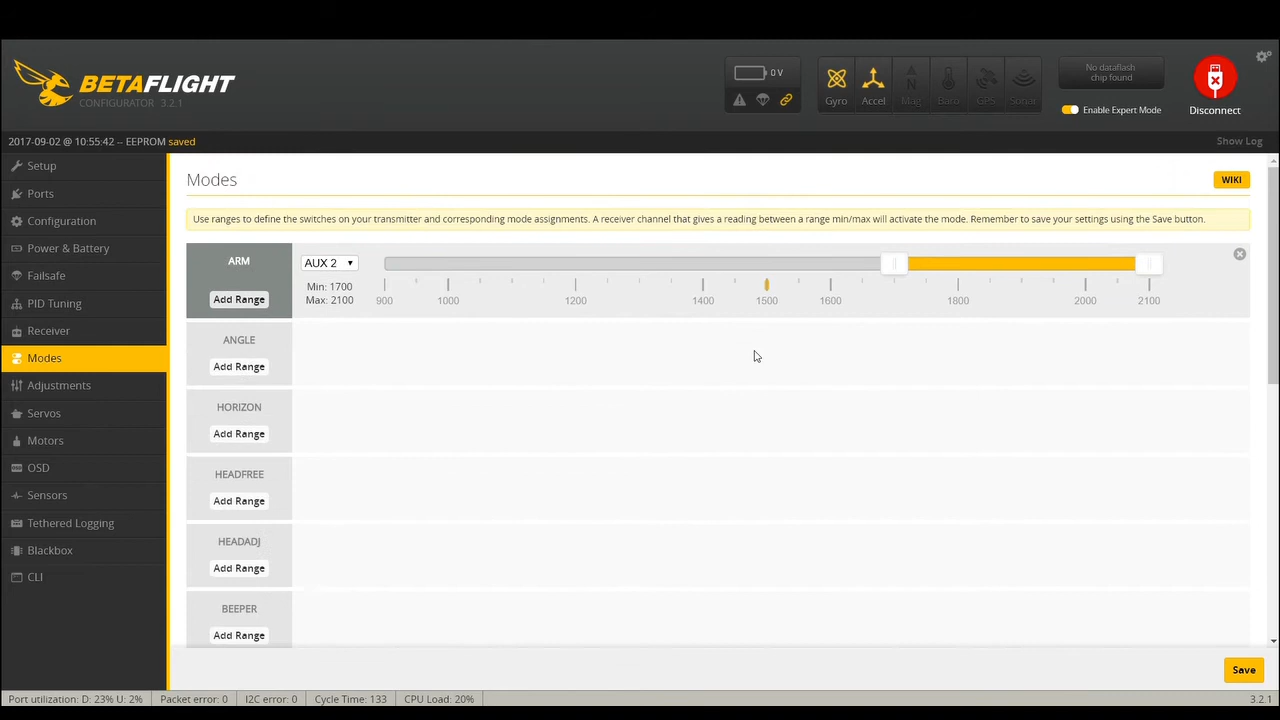 BETAFLIGHT
CONFIGURATOR 3.2.1
0 V
Gyro
Accel
Mag
Baro
GPS
Sonar
No dataflash
chip found
Enable Expert Mode
Disconnect
2017-09-02 @ 10:55:42 -- EEPROM saved
Show Log
Setup
Ports
Configuration
Power & Battery
Failsafe
PID Tuning
Receiver
Modes
Adjustments
Servos
Motors
OSD
Sensors
Tethered Logging
Blackbox
CLI
Modes
WIKI
Use ranges to define the switches on your transmitter and corresponding mode assignments. A receiver channel that gives a reading between a range min/max will activate the mode. Remember to save your settings using the Save button.
ARM
Add Range
AUX 2
Min: 1700
Max: 2100
900 1000 1200 1400 1500 1600 1800 2000 2100
ANGLE
Add Range
HORIZON
Add Range
HEADFREE
Add Range
HEADADJ
Add Range
BEEPER
Add Range
Save
Port utilization: D: 23% U: 2% Packet error: 0 I2C error: 0 Cycle Time: 133 CPU Load: 20% 3.2.1